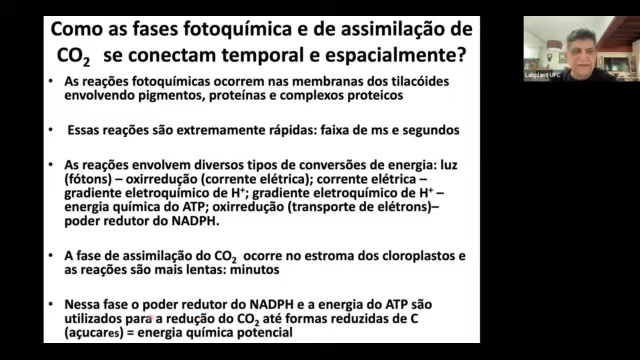 Como as fases fotoquímica e de assimilação de
CO2 se conectam temporal e espacialmente?
• As reações fotoquímicas ocorrem nas membranas dos tilacóides
envolvendo pigmentos, proteínas e complexos proteicos
• Essas reações são extremamente rápidas: faixa de ms e segundos
• As reações envolvem diversos tipos de conversões de energia: luz
(fótons) – oxirredução (corrente elétrica); corrente elétrica –
gradiente eletroquímico de H+; gradiente eletroquímico de H+ –
energia química do ATP; oxirredução (transporte de elétrons)–
poder redutor do NADPH.
• A fase de assimilação do CO2 ocorre no estroma dos cloroplastos e
as reações são mais lentas: minutos
• Nessa fase o poder redutor do NADPH e a energia do ATP são
utilizados para a redução do CO2 até formas reduzidas de C
(açucares) = energia química potencial
Labplant UFC